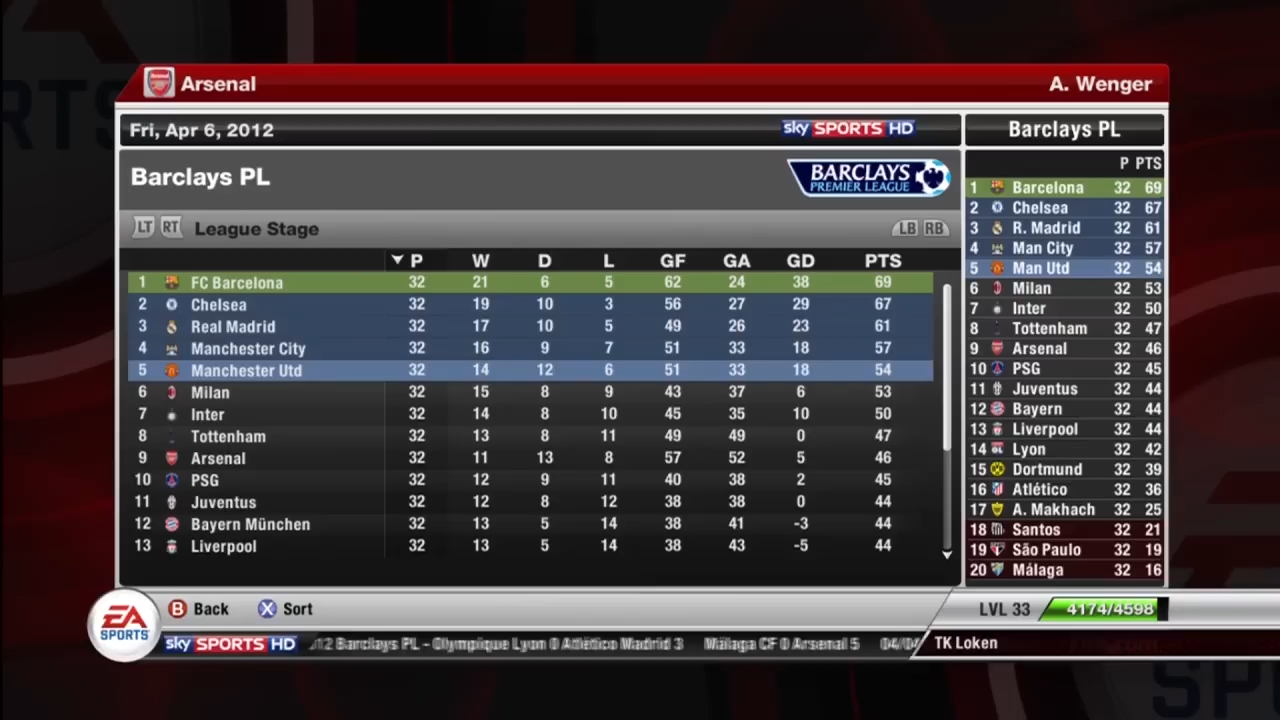 Arsenal A. Wenger
Fri, Apr 6, 2012 sky SPORTS HD Barclays PL
Barclays PL BARCLAYS PREMIER LEAGUE
LT RT League Stage LB RB
P W D L GF GA GD PTS
1 FC Barcelona 32 21 6 5 62 24 38 69
2 Chelsea 32 19 10 3 56 27 29 67
3 Real Madrid 32 17 10 5 49 26 23 61
4 Manchester City 32 16 9 7 51 33 18 57
5 Manchester Utd 32 14 12 6 51 33 18 54
6 Milan 32 15 8 9 43 37 6 53
7 Inter 32 14 8 10 45 35 10 50
8 Tottenham 32 13 8 11 49 49 0 47
9 Arsenal 32 11 13 8 57 52 5 46
10 PSG 32 12 9 11 40 38 2 45
11 Juventus 32 12 8 12 38 38 0 44
12 Bayern München 32 13 5 14 38 41 -3 44
13 Liverpool 32 13 5 14 38 43 -5 44
P PTS
1 Barcelona 32 69
2 Chelsea 32 67
3 R. Madrid 32 61
4 Man City 32 57
5 Man Utd 32 54
6 Milan 32 53
7 Inter 32 50
8 Tottenham 32 47
9 Arsenal 32 46
10 PSG 32 45
11 Juventus 32 44
12 Bayern 32 44
13 Liverpool 32 44
14 Lyon 32 42
15 Dortmund 32 39
16 Atlético 32 36
17 A. Makhach 32 25
18 Santos 32 21
19 São Paulo 32 19
20 Málaga 32 16
EA SPORTS
B Back X Sort LVL 33 4174/4598
sky SPORTS HD 12 Barclays PL - Olympique Lyon 0 Atlético Madrid 3 Málaga CF 0 Arsenal 5 04/04 TK Loken